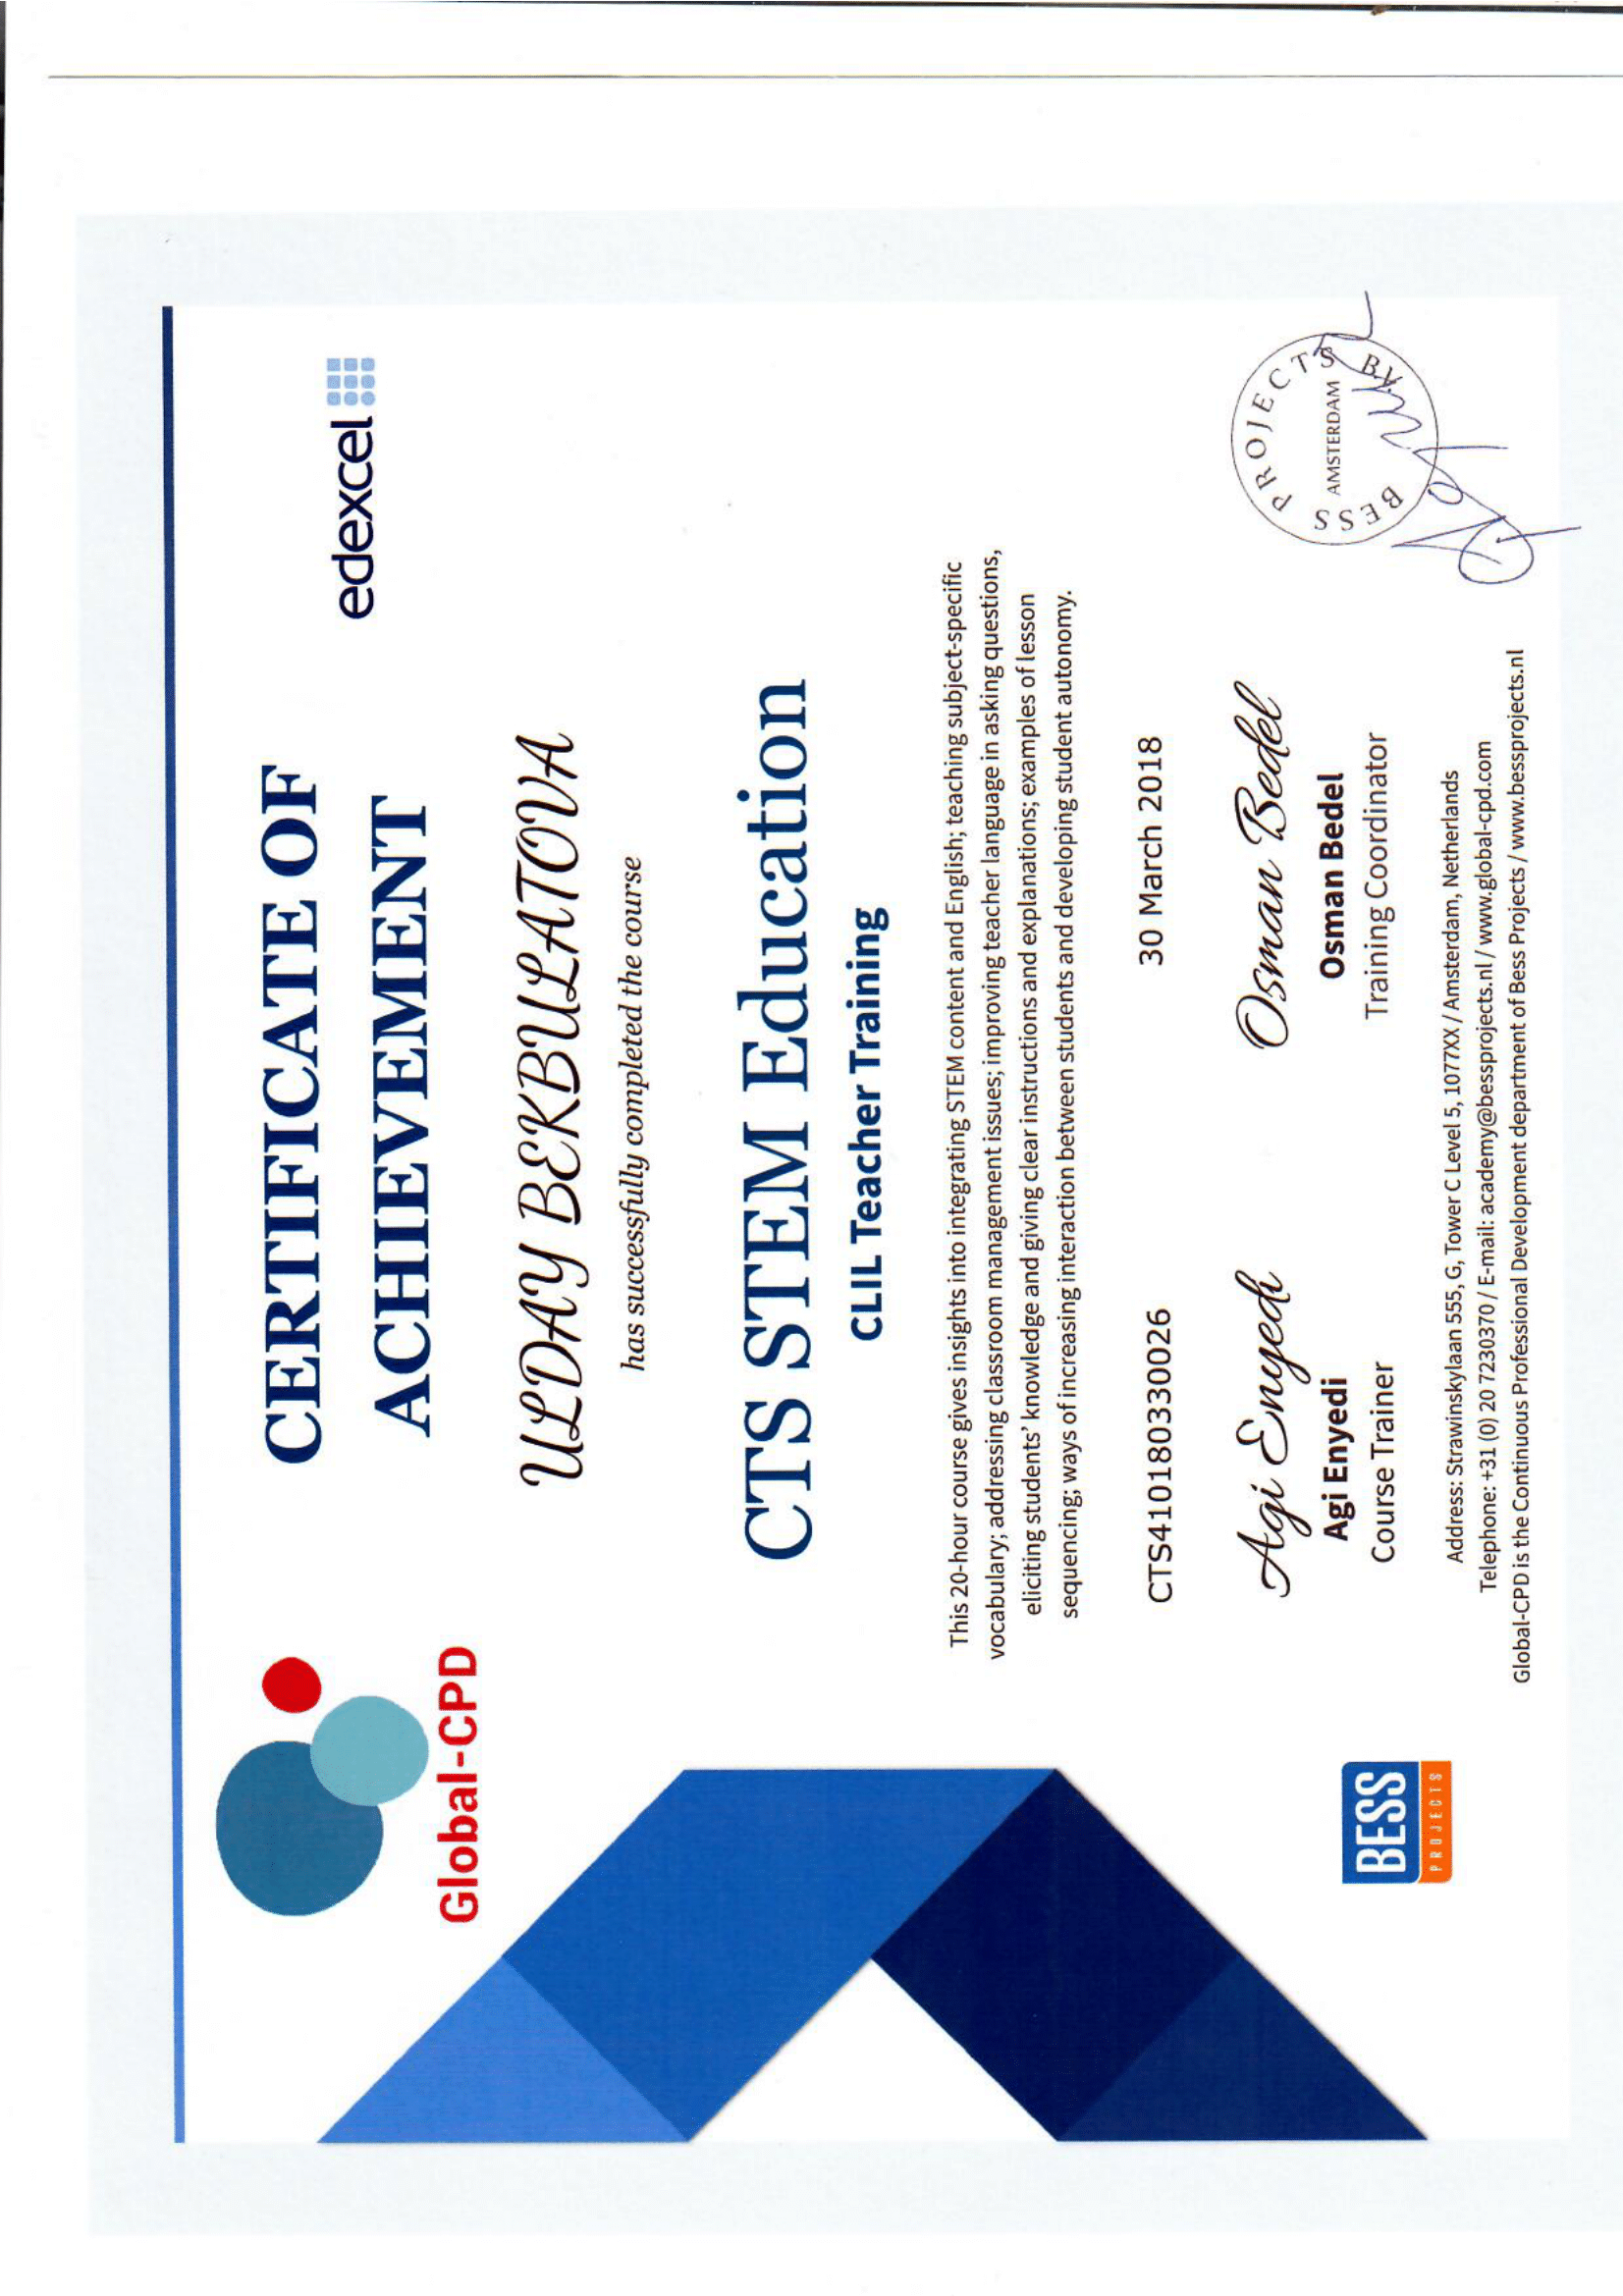 Global-CPD
edexcel
CERTIFICATE OF
ACHIEVEMENT
ULDAY BEKBULATOVA
has successfully completed the course
CTS STEM Education
CLIL Teacher Training
This 20-hour course gives insights into integrating STEM content and English; teaching subject-specific
vocabulary; addressing classroom management issues; improving teacher language in asking questions,
eliciting students' knowledge and giving clear instructions and explanations; examples of lesson
sequencing; ways of increasing interaction between students and developing student autonomy.
CTS4101803300​26
30 March 2018
Agi Enyedi
Osman Bedel
Agi Enyedi
Osman Bedel
Course Trainer
Training Coordinator
BESS PROJECTS B.V.
AMSTERDAM
BESS
PROJECTS
Address: Strawinskylaan 555, G, Tower C Level 5, 1077XX / Amsterdam, Netherlands
Telephone: +31 (0) 20 7230370 / E-mail: academy@bessprojects.nl / www.global-cpd.com
Global-CPD is the Continuous Professional Development department of Bess Projects / www.bessprojects.nl